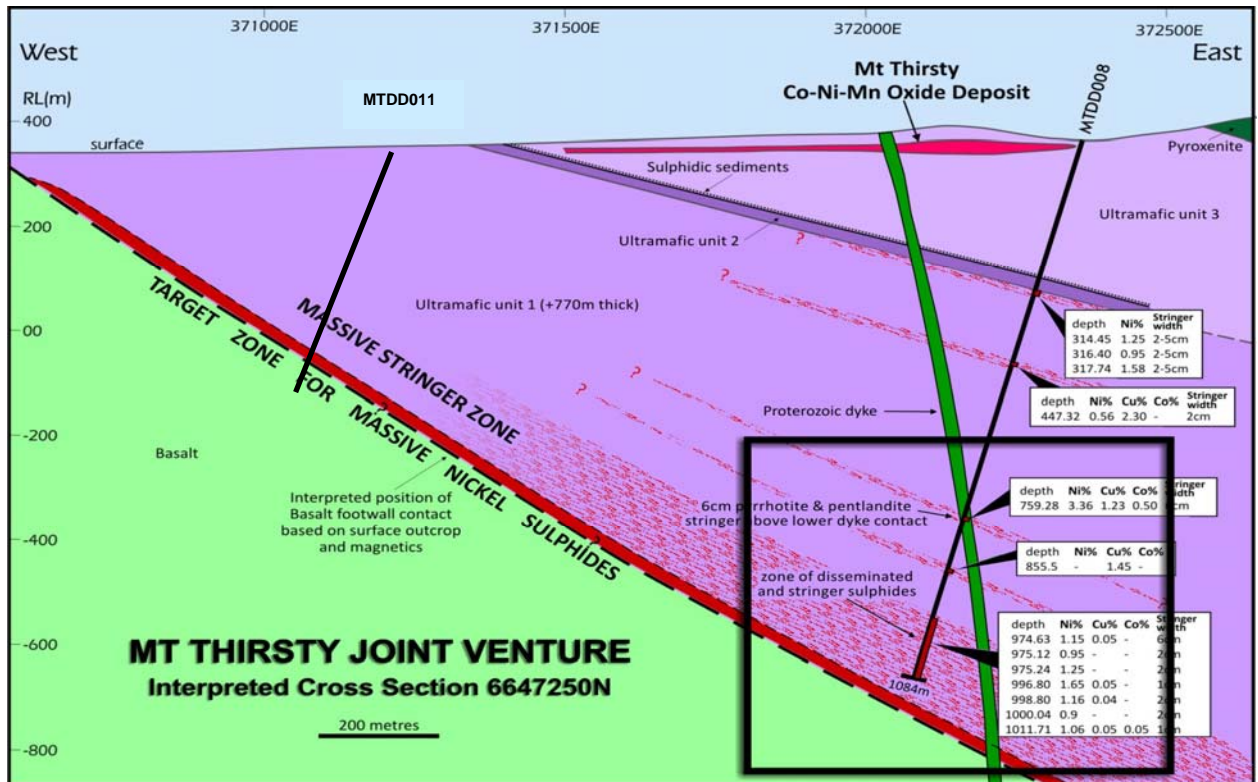 371000E
371500E
372000E
372500E
West
East
RL(m)
MTDD011
Mt Thirsty
Co-Ni-Mn Oxide Deposit
MTDD008
400
surface
Pyroxenite
Sulphidic sediments
200
Ultramafic unit 3
Ultramafic unit 2
?
?
Ultramafic unit 1 (+770m thick)
00
depth Ni% Stringer width
314.45 1.25 2-5cm
316.40 0.95 2-5cm
317.74 1.58 2-5cm
MASSIVE STRINGER ZONE
TARGET ZONE FOR MASSIVE NICKEL SULPHIDES
?
?
?
?
depth Ni% Cu% Co% Stringer width
447.32 0.56 2.30 - 2cm
Proterozoic dyke
-200
Basalt
Interpreted position of
Basalt footwall contact
based on surface outcrop
and magnetics
6cm pyrrhotite & pentlandite
stringer above lower dyke contact
depth Ni% Cu% Co% Stringer width
759.28 3.36 1.23 0.50
-400
depth Ni% Cu% Co%
855.5 - 1.45 -
zone of disseminated
and stringer sulphides
depth Ni% Cu% Co% Stringer width
974.63 1.15 0.05 -
975.12 0.95 - -
975.24 1.25 - -
996.80 1.65 0.05 -
998.80 1.16 0.04 -
1000.04 0.9 - -
1011.71 1.06 0.05 0.05
-600
1084m
MT THIRSTY JOINT VENTURE
Interpreted Cross Section 6647250N
200 metres
-800